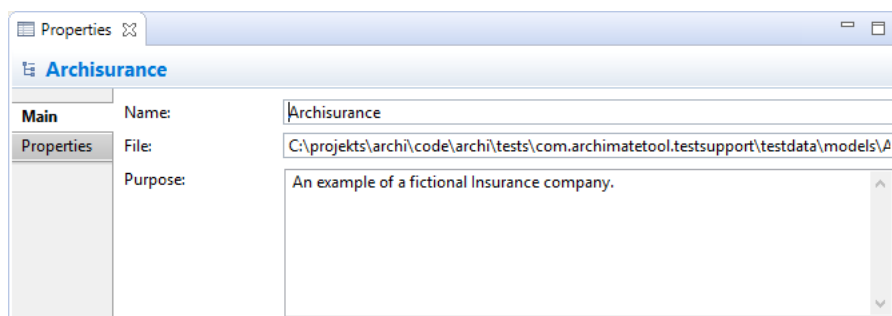 Properties
Archisurance
Main
Name:
Archisurance
Properties
File:
C:\projekts\archi\code\archi\tests\com.archimatetool.testsupport\testdata\models\A
Purpose:
An example of a fictional Insurance company.